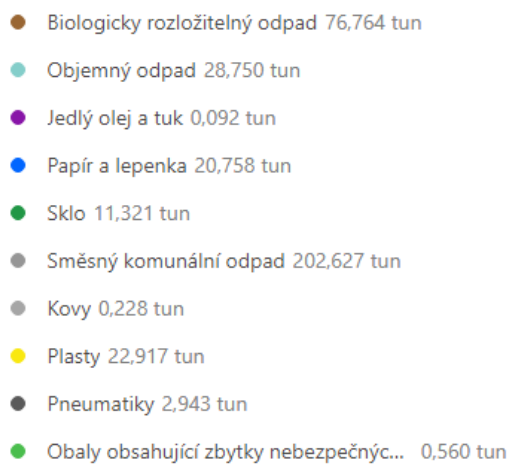 Biologicky rozložitelný odpad 76,764 tun
Objemný odpad 28,750 tun
Jedlý olej a tuk 0,092 tun
Papír a lepenka 20,758 tun
Sklo 11,321 tun
Směsný komunální odpad 202,627 tun
Kovy 0,228 tun
Plasty 22,917 tun
Pneumatiky 2,943 tun
Obaly obsahující zbytky nebezpečnýc... 0,560 tun